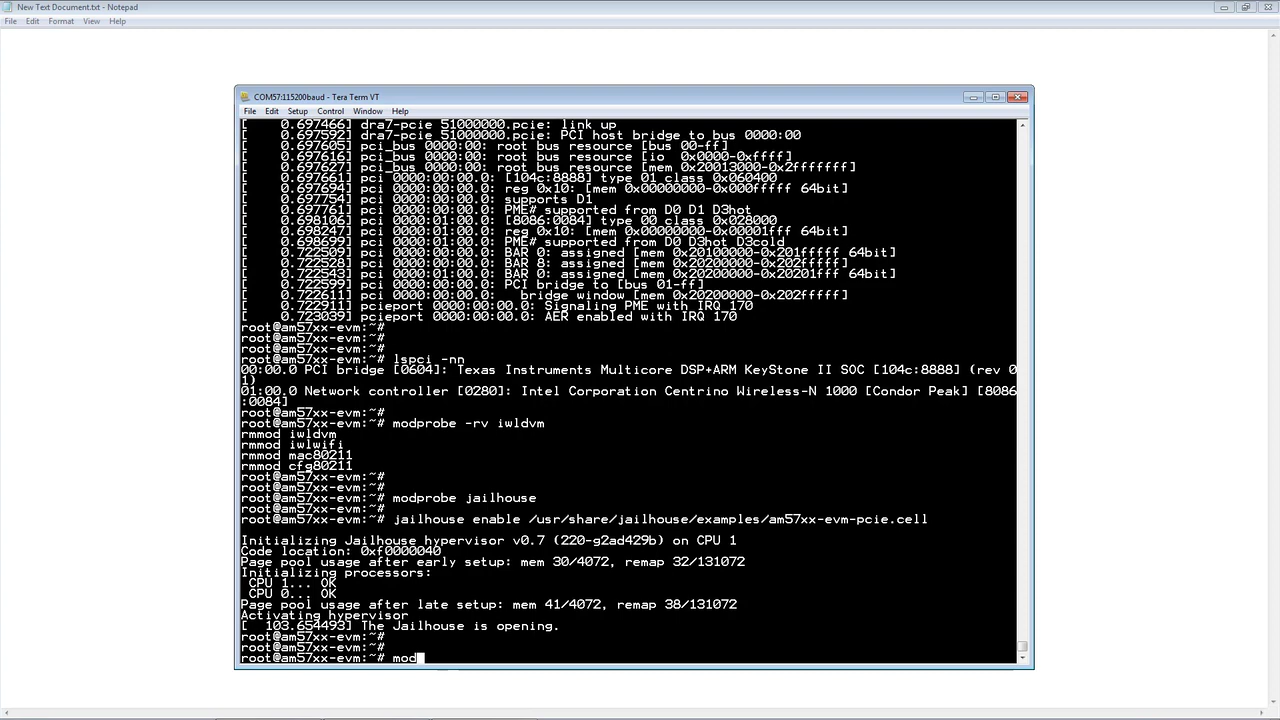 New Text Document.txt - Notepad
File Edit Format View Help
COM57:115200baud - Tera Term VT
File Edit Setup Control Window Help
[    0.697466] dra7-pcie 51000000.pcie: link up
[    0.697592] dra7-pcie 51000000.pcie: PCI host bridge to bus 0000:00
[    0.697605] pci_bus 0000:00: root bus resource [bus 00-ff]
[    0.697616] pci_bus 0000:00: root bus resource [io  0x0000-0xffff]
[    0.697627] pci_bus 0000:00: root bus resource [mem 0x20013000-0x2fffffff]
[    0.697661] pci 0000:00:00.0: [104c:8888] type 01 class 0x060400
[    0.697694] pci 0000:00:00.0: reg 0x10: [mem 0x00000000-0x000fffff 64bit]
[    0.697754] pci 0000:00:00.0: supports D1
[    0.697761] pci 0000:00:00.0: PME# supported from D0 D1 D3hot
[    0.698106] pci 0000:01:00.0: [8086:0084] type 00 class 0x028000
[    0.698247] pci 0000:01:00.0: reg 0x10: [mem 0x00000000-0x00001fff 64bit]
[    0.698699] pci 0000:01:00.0: PME# supported from D0 D3hot D3cold
[    0.722509] pci 0000:00:00.0: BAR 0: assigned [mem 0x20100000-0x201fffff 64bit]
[    0.722528] pci 0000:00:00.0: BAR 8: assigned [mem 0x20200000-0x202fffff]
[    0.722543] pci 0000:01:00.0: BAR 0: assigned [mem 0x20200000-0x20201fff 64bit]
[    0.722599] pci 0000:00:00.0: PCI bridge to [bus 01-ff]
[    0.722611] pci 0000:00:00.0:   bridge window [mem 0x20200000-0x202fffff]
[    0.722921] pcieport 0000:00:00.0: Signaling PME with IRQ 170
[    0.723039] pcieport 0000:00:00.0: AER enabled with IRQ 170
root@am57xx-evm:~#
root@am57xx-evm:~#
root@am57xx-evm:~#
root@am57xx-evm:~# lspci -nn
00:00.0 PCI bridge [0604]: Texas Instruments Multicore DSP+ARM KeyStone II SOC [104c:8888] (rev 0
1)
01:00.0 Network controller [0280]: Intel Corporation Centrino Wireless-N 1000 [Condor Peak] [8086
:0084]
root@am57xx-evm:~#
root@am57xx-evm:~# modprobe -rv iwldvm
rmmod iwldvm
rmmod iwlwifi
rmmod mac80211
rmmod cfg80211
root@am57xx-evm:~#
root@am57xx-evm:~#
root@am57xx-evm:~# modprobe jailhouse
root@am57xx-evm:~#
root@am57xx-evm:~# jailhouse enable /usr/share/jailhouse/examples/am57xx-evm-pcie.cell
Initializing Jailhouse hypervisor v0.7 (220-g2ad429b) on CPU 1
Code location: 0xf0000040
Page pool usage after early setup: mem 30/4072, remap 32/131072
Initializing processors:
 CPU 1... OK
 CPU 0... OK
Page pool usage after late setup: mem 41/4072, remap 38/131072
Activating hypervisor
[  103.654493] The Jailhouse is opening.
root@am57xx-evm:~#
root@am57xx-evm:~#
root@am57xx-evm:~# mod